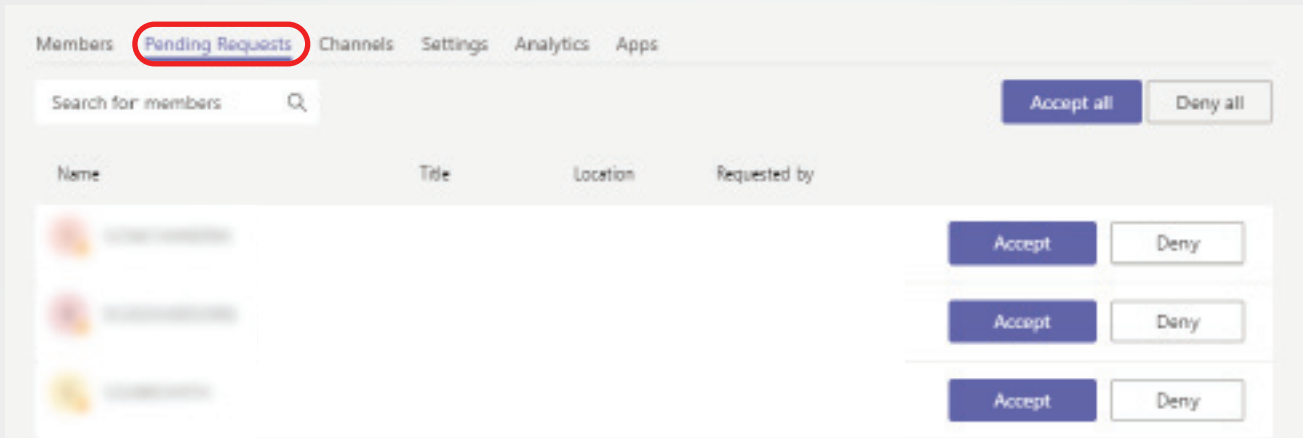 Members Pending Requests Channels Settings Analytics Apps
Search for members Accept all Deny all
Name Title Location Requested by
Accept Deny
Accept Deny
Accept Deny